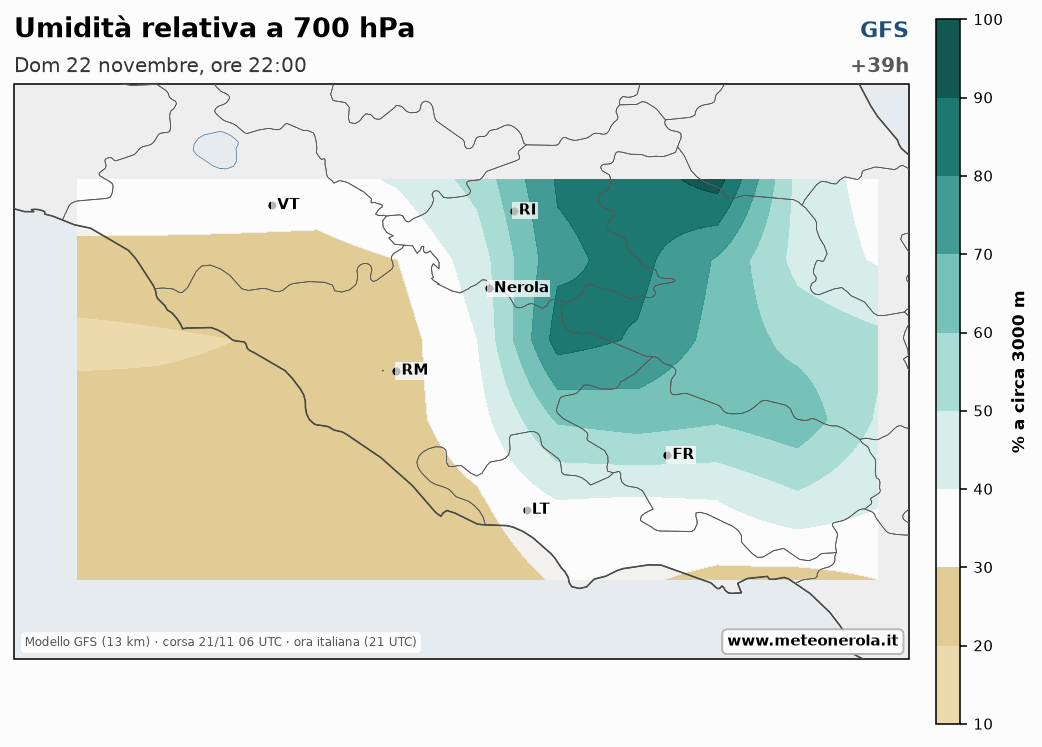 Umidità relativa a 700 hPa
GFS
Dom 22 novembre, ore 22:00
+39h
VT
RI
Nerola
RM
FR
LT
Modello GFS (13 km) · corsa 21/11 06 UTC · ora italiana (21 UTC)
www.meteonerola.it
100
90
80
70
60
50
40
30
20
10
% a circa 3000 m